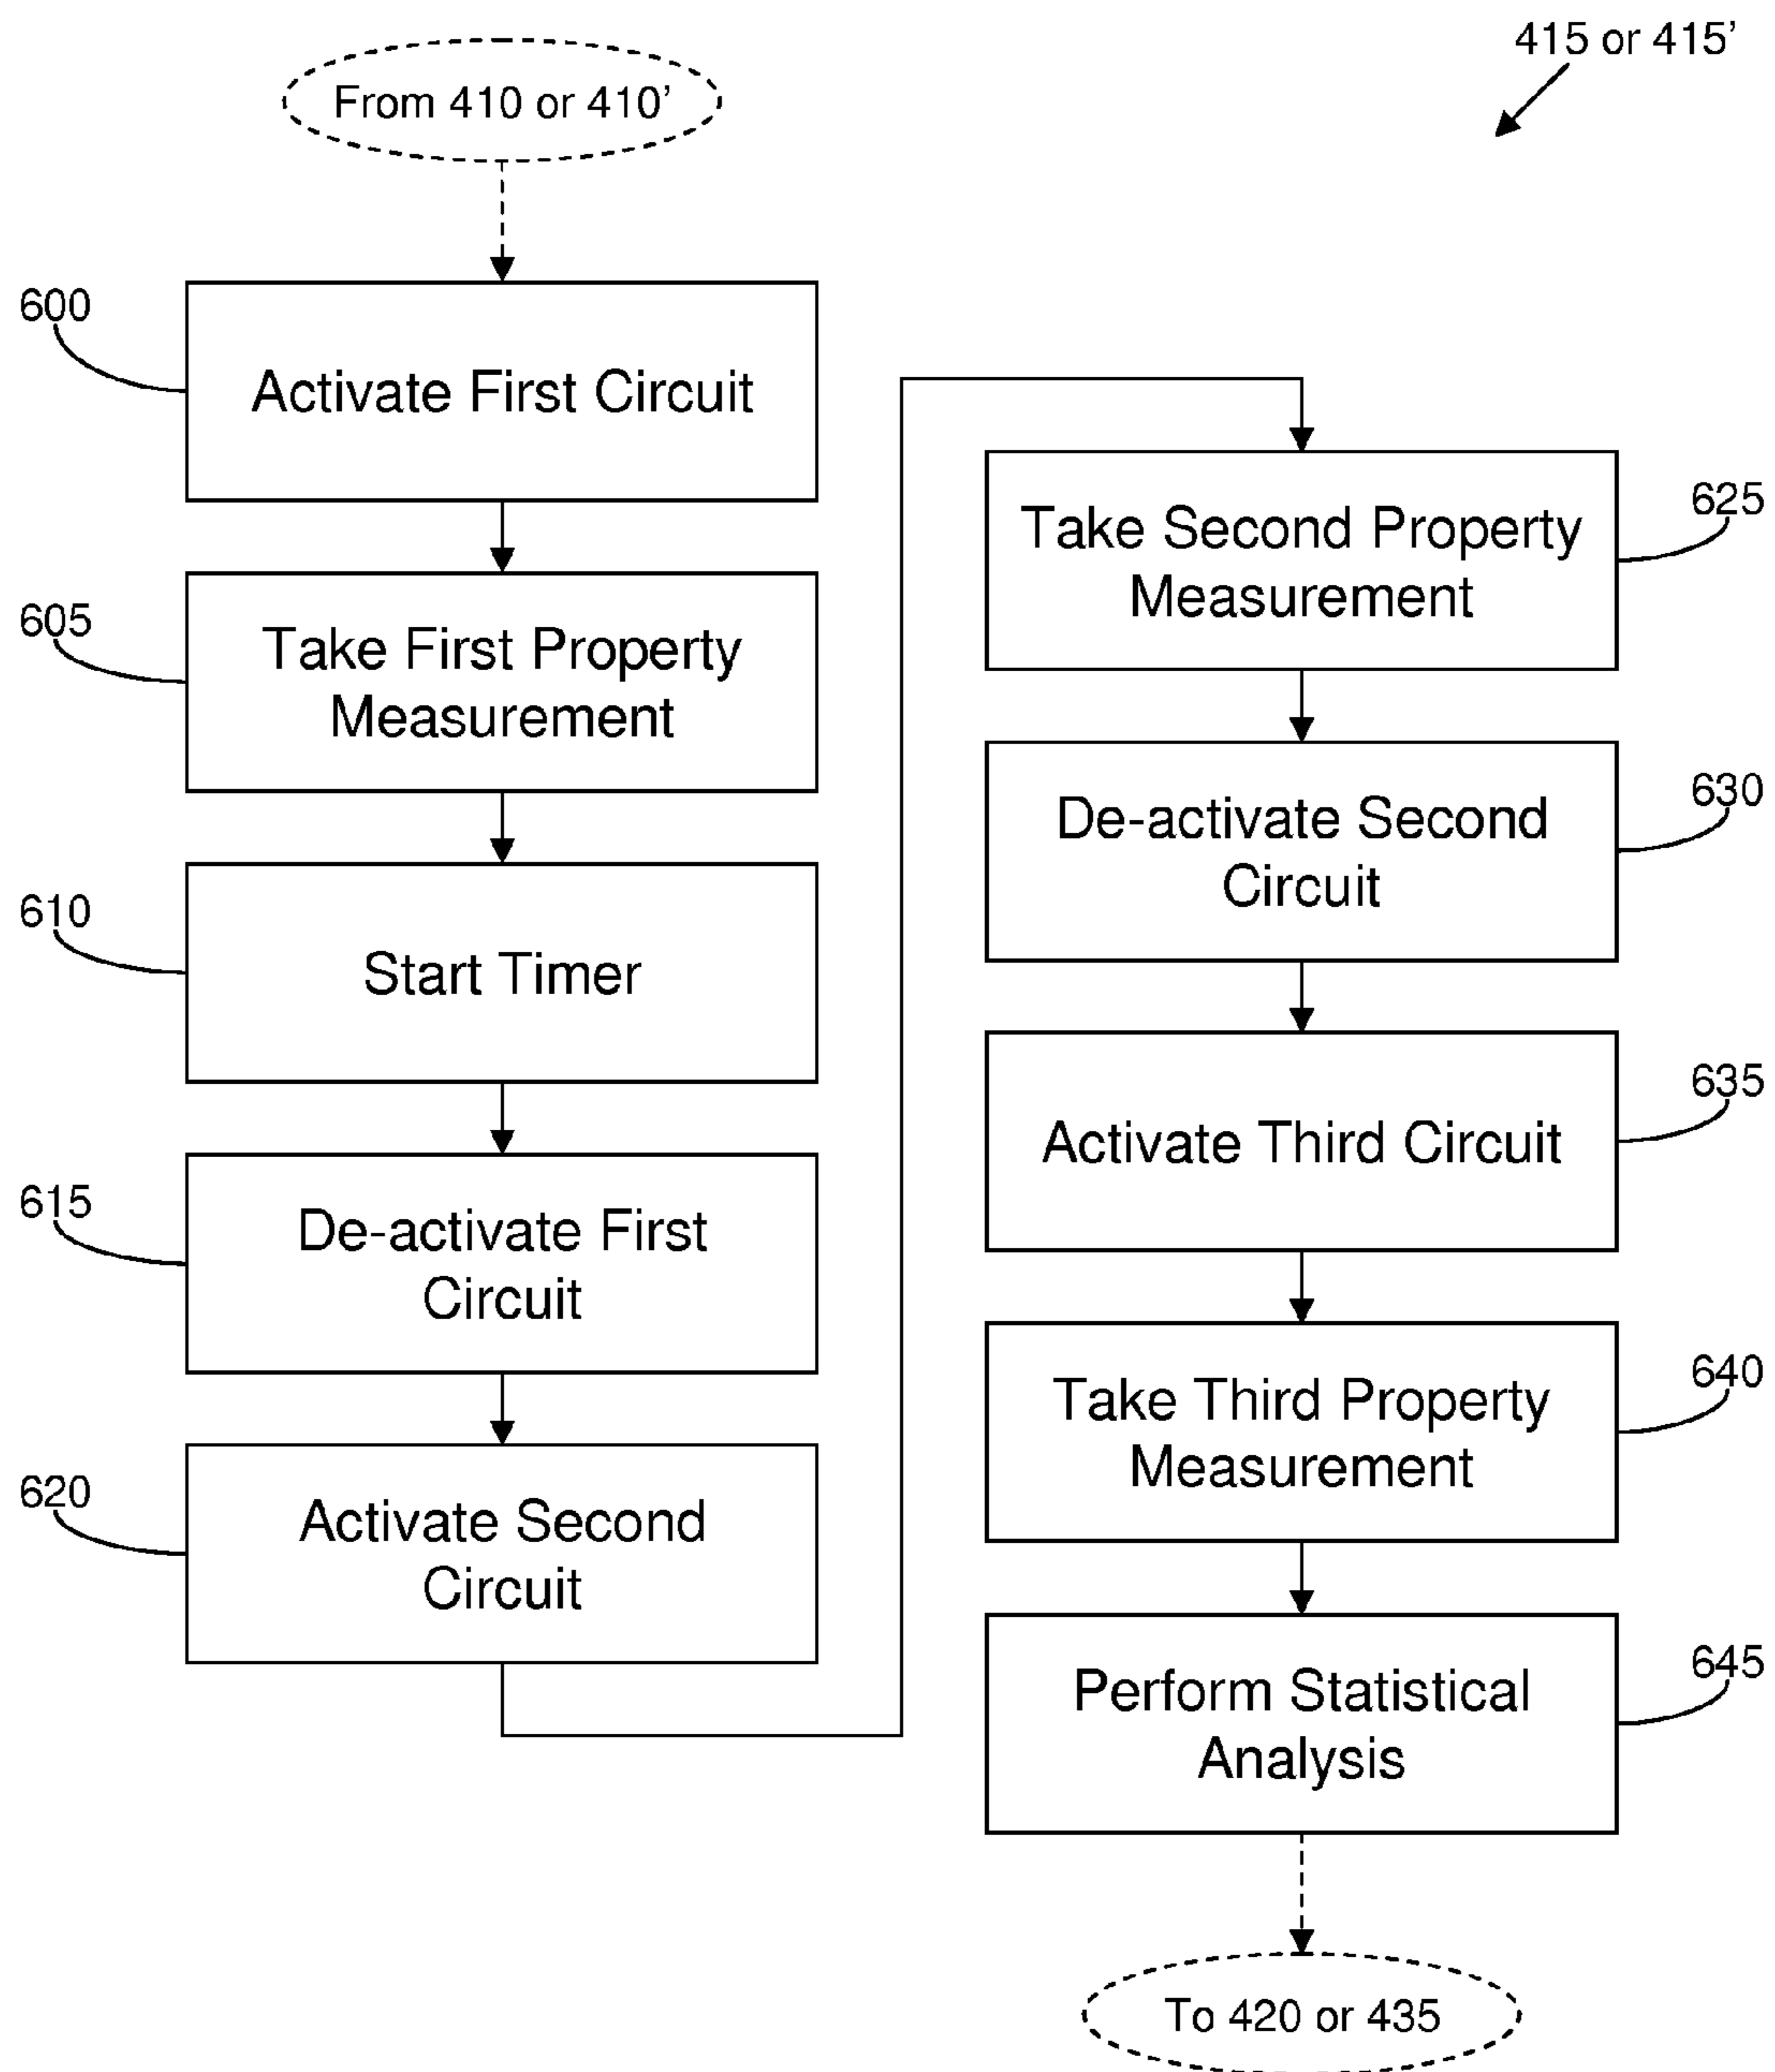 415 or 415’
From 410 or 410’
600
Activate First Circuit
605
Take First Property
Measurement
610
Start Timer
615
De-activate First
Circuit
620
Activate Second
Circuit
625
Take Second Property
Measurement
630
De-activate Second
Circuit
635
Activate Third Circuit
640
Take Third Property
Measurement
645
Perform Statistical
Analysis
To 420 or 435